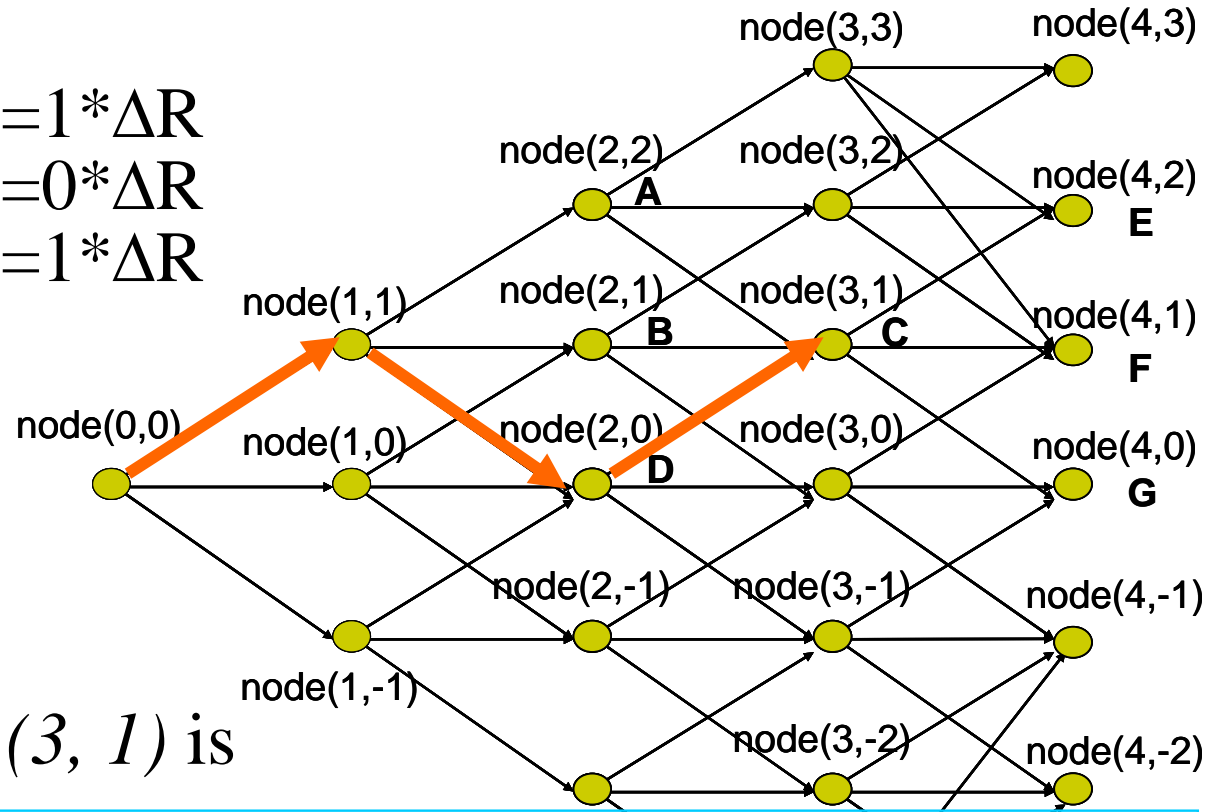 node(3,3)
node(4,3)
=1*ΔR
node(2,2)
node(3,2)
=0*ΔR
node(4,2)
A
E
=1*ΔR
node(1,1)
node(2,1)
node(3,1)
node(4,1)
B
C
F
node(0,0)
node(1,0)
node(2,0)
node(3,0)
node(4,0)
D
G
node(2,-1)
node(3,-1)
node(4,-1)
node(1,-1)
(3, 1) is
node(3,-2)
node(4,-2)